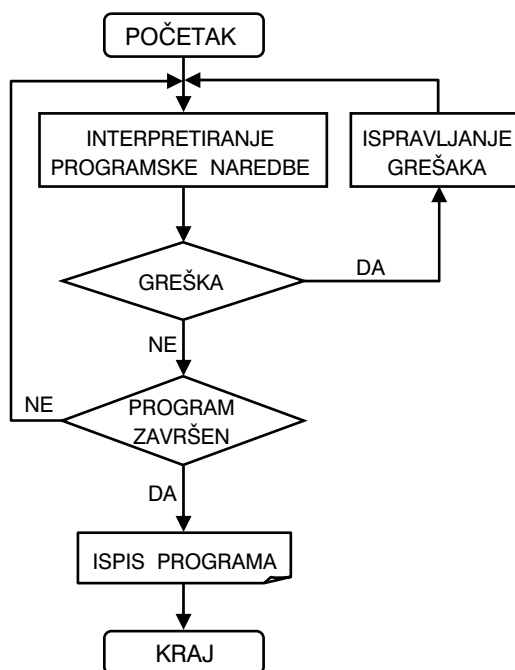 POČETAK
INTERPRETIRANJE
PROGRAMSKE NAREDBE
ISPRAVLJANJE
GREŠAKA
GREŠKA
DA
NE
NE
PROGRAM
ZAVRŠEN
DA
ISPIS PROGRAMA
KRAJ